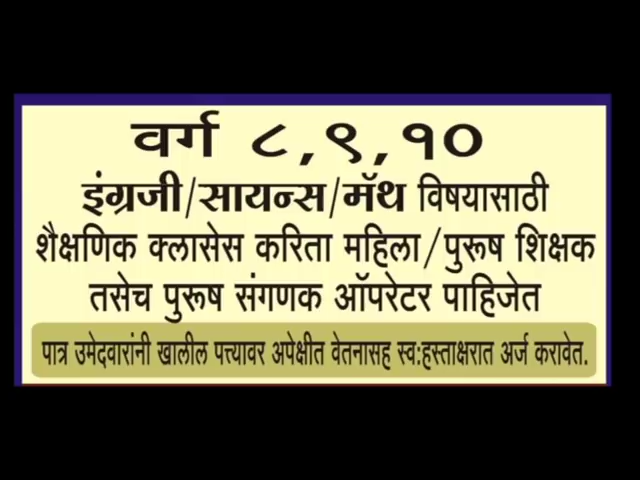 वर्ग ८,९,१०
इंग्रजी/सायन्स/मॅथ विषयासाठी
शैक्षणिक क्लासेस करिता महिला/पुरूष शिक्षक
तसेच पुरूष संगणक ऑपरेटर पाहिजेत
पात्र उमेदवारांनी खालील पत्त्यावर अपेक्षीत वेतनासह स्व:हस्ताक्षरात अर्ज करावेत.